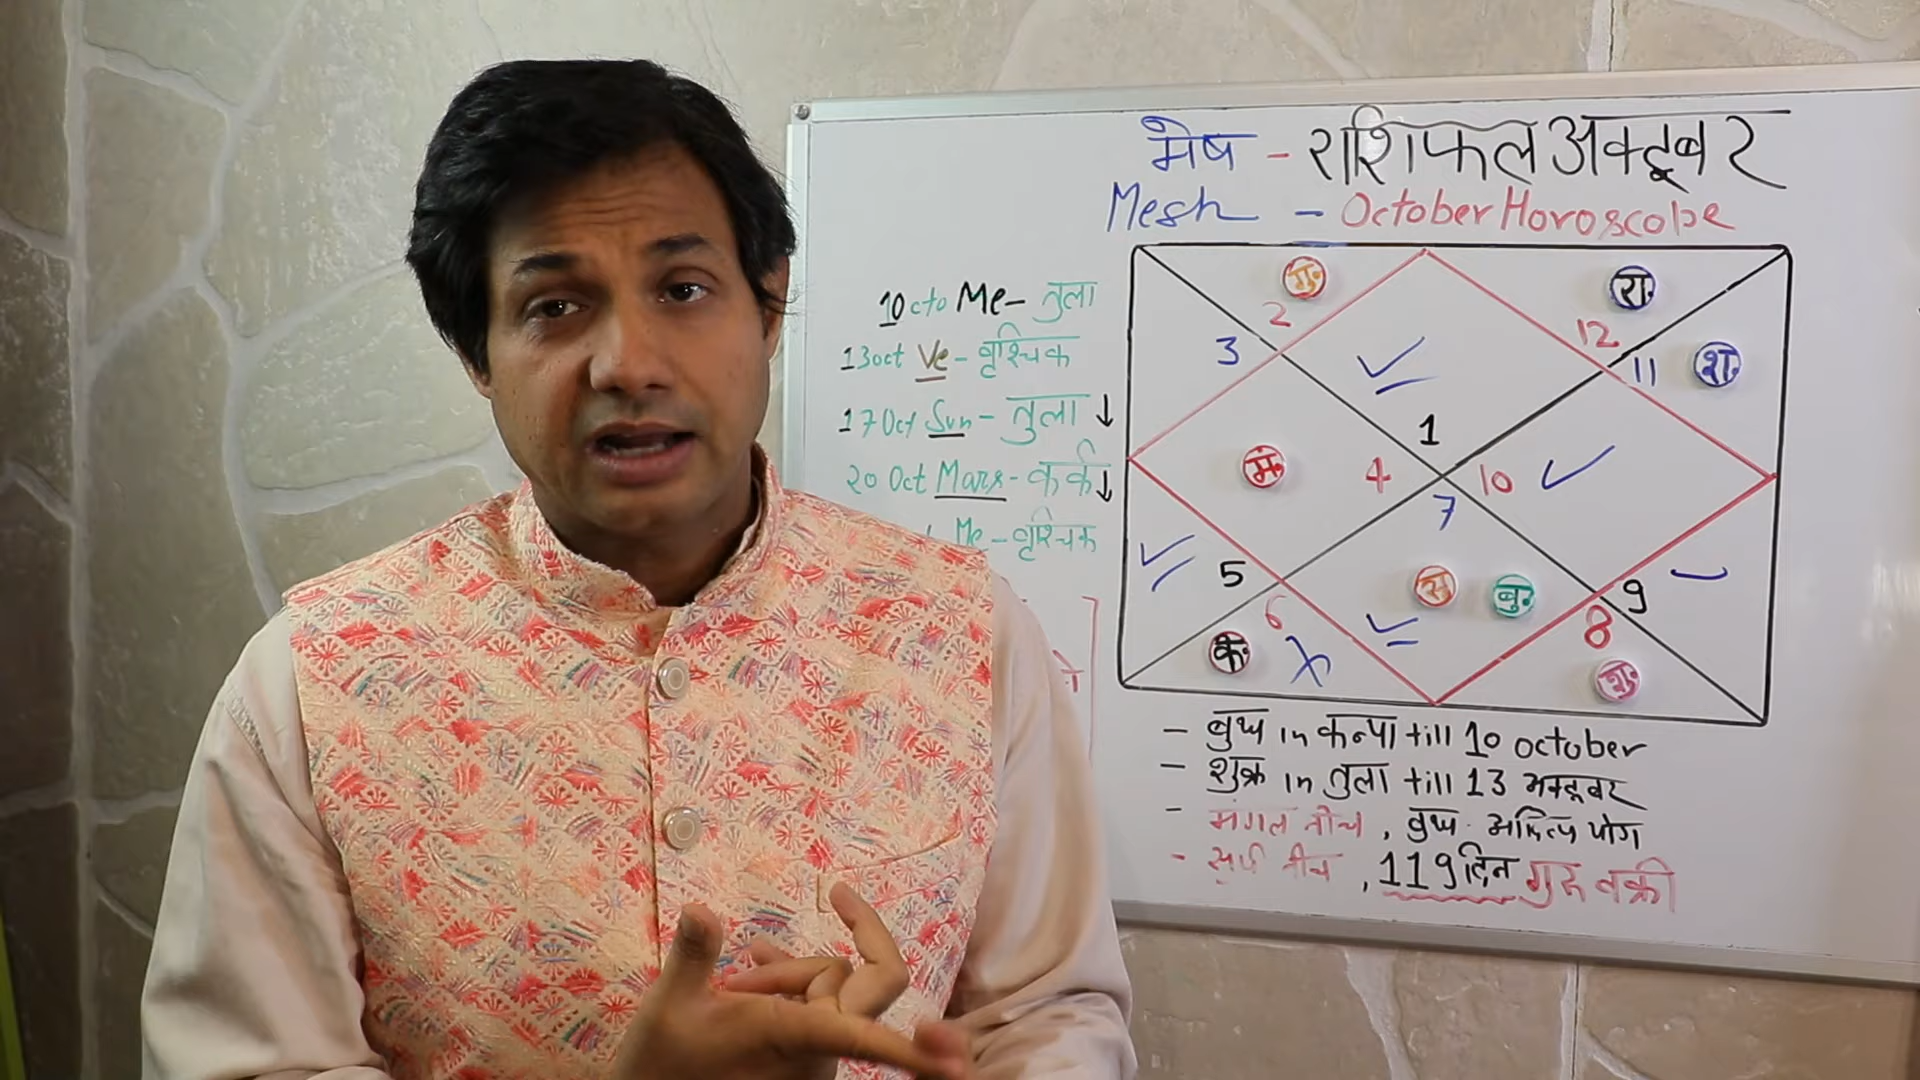 मेष - राशिफल अक्टूबर
Mesh - October Horoscope
10 octo Me - तुला
13 oct Ve - वृश्चिक
17 Oct Sun - तुला ↓
20 Oct Mars - कर्क ↓
Me - वृश्चिक
गु. रा.
2 12
3 11 श.
1
मं. 4 10
7
5 सू बु. 9
6 8
के. शु.
- बुध in कन्या till 10 october
- शुक्र in तुला till 13 अक्टूबर
- मंगल नीच, बुध आदित्य योग
- सूर्य नीच, 119 दिन गुरु वक्री